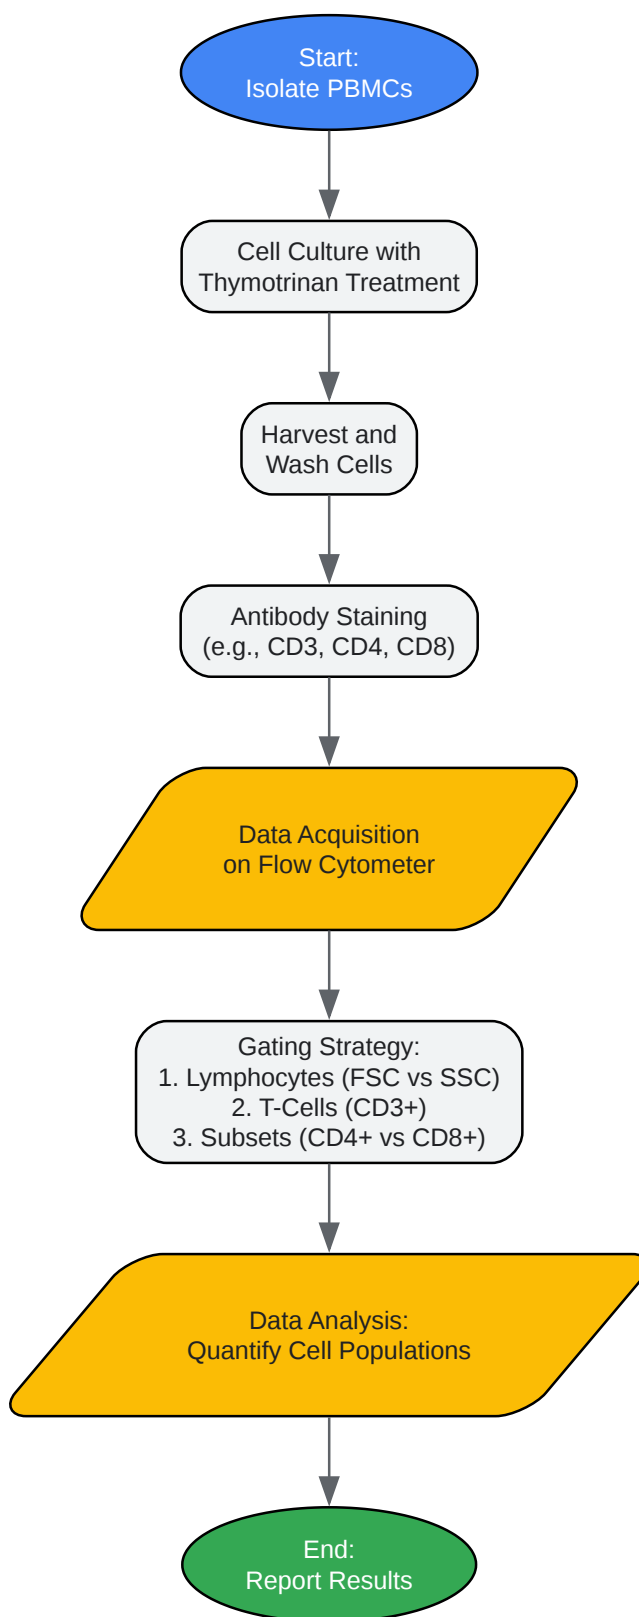 Start:
Isolate PBMCs
Cell Culture with
Thymotrinan Treatment
Harvest and
Wash Cells
Antibody Staining
(e.g., CD3, CD4, CD8)
Data Acquisition
on Flow Cytometer
Gating Strategy:
1. Lymphocytes (FSC vs SSC)
2. T-Cells (CD3+)
3. Subsets (CD4+ vs CD8+)
Data Analysis:
Quantify Cell Populations
End:
Report Results